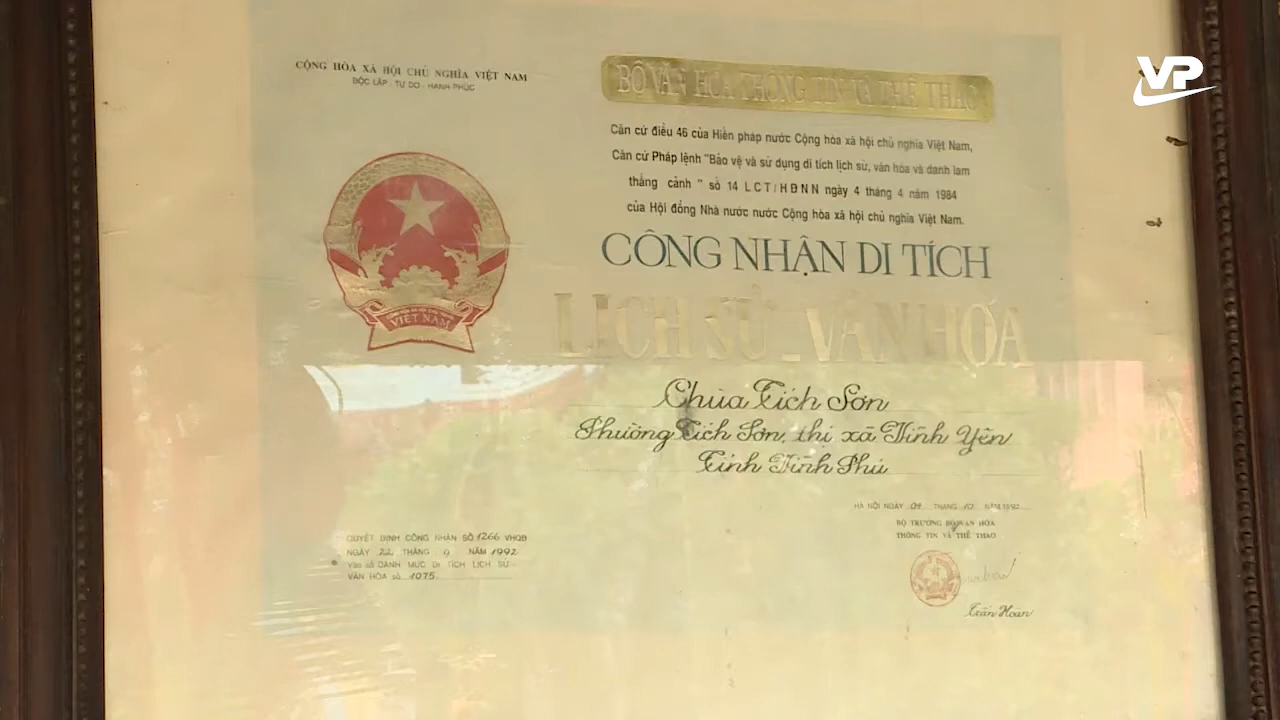 VP
CỘNG HÒA XÃ HỘI CHỦ NGHĨA VIỆT NAM
ĐỘC LẬP - TỰ DO - HẠNH PHÚC
VIỆT NAM
BỘ VĂN HÓA THÔNG TIN VÀ THỂ THAO
Căn cứ điều 46 của Hiến pháp nước Cộng hòa xã hội chủ nghĩa Việt Nam,
Căn cứ Pháp lệnh "Bảo vệ và sử dụng di tích lịch sử, văn hóa và danh lam
thắng cảnh" số 14 LCT/HĐNN ngày 4 tháng 4 năm 1984
của Hội đồng Nhà nước nước Cộng hòa xã hội chủ nghĩa Việt Nam.
CÔNG NHẬN DI TÍCH
LỊCH SỬ _ VĂN HÓA
Chùa Tích Sơn
Phường Tích Sơn, thị xã Vĩnh Yên
Tỉnh Vĩnh Phú
QUYẾT ĐỊNH CÔNG NHẬN SỐ 1266 VHQĐ
NGÀY 22 THÁNG 9 NĂM 1992
Vào sổ DANH MỤC DI TÍCH LỊCH SỬ -
VĂN HÓA số 1075
HÀ NỘI NGÀY THÁNG NĂM 1992
BỘ TRƯỞNG BỘ VĂN HÓA
THÔNG TIN VÀ THỂ THAO
Trần Hoàn